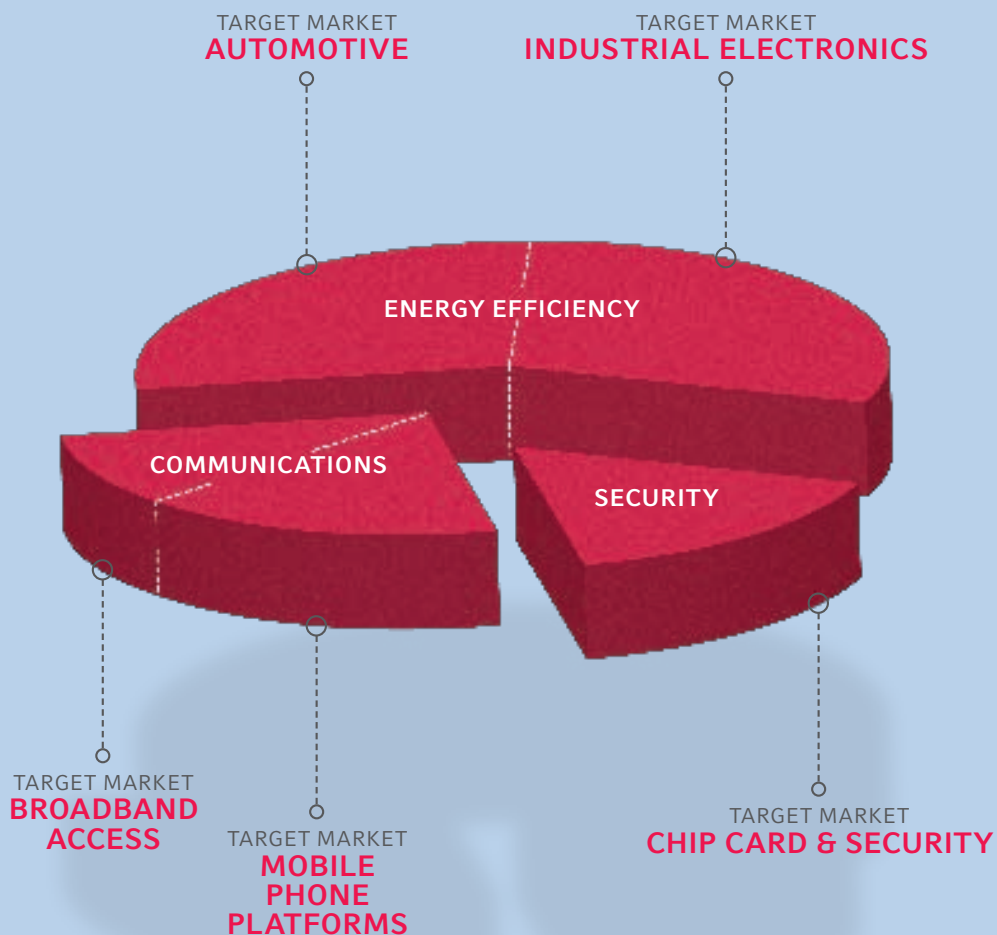 TARGET MARKET
AUTOMOTIVE
TARGET MARKET
INDUSTRIAL ELECTRONICS
ENERGY EFFICIENCY
COMMUNICATIONS
SECURITY
TARGET MARKET
BROADBAND
ACCESS
TARGET MARKET
MOBILE
PHONE
PLATFORMS
TARGET MARKET
CHIP CARD & SECURITY